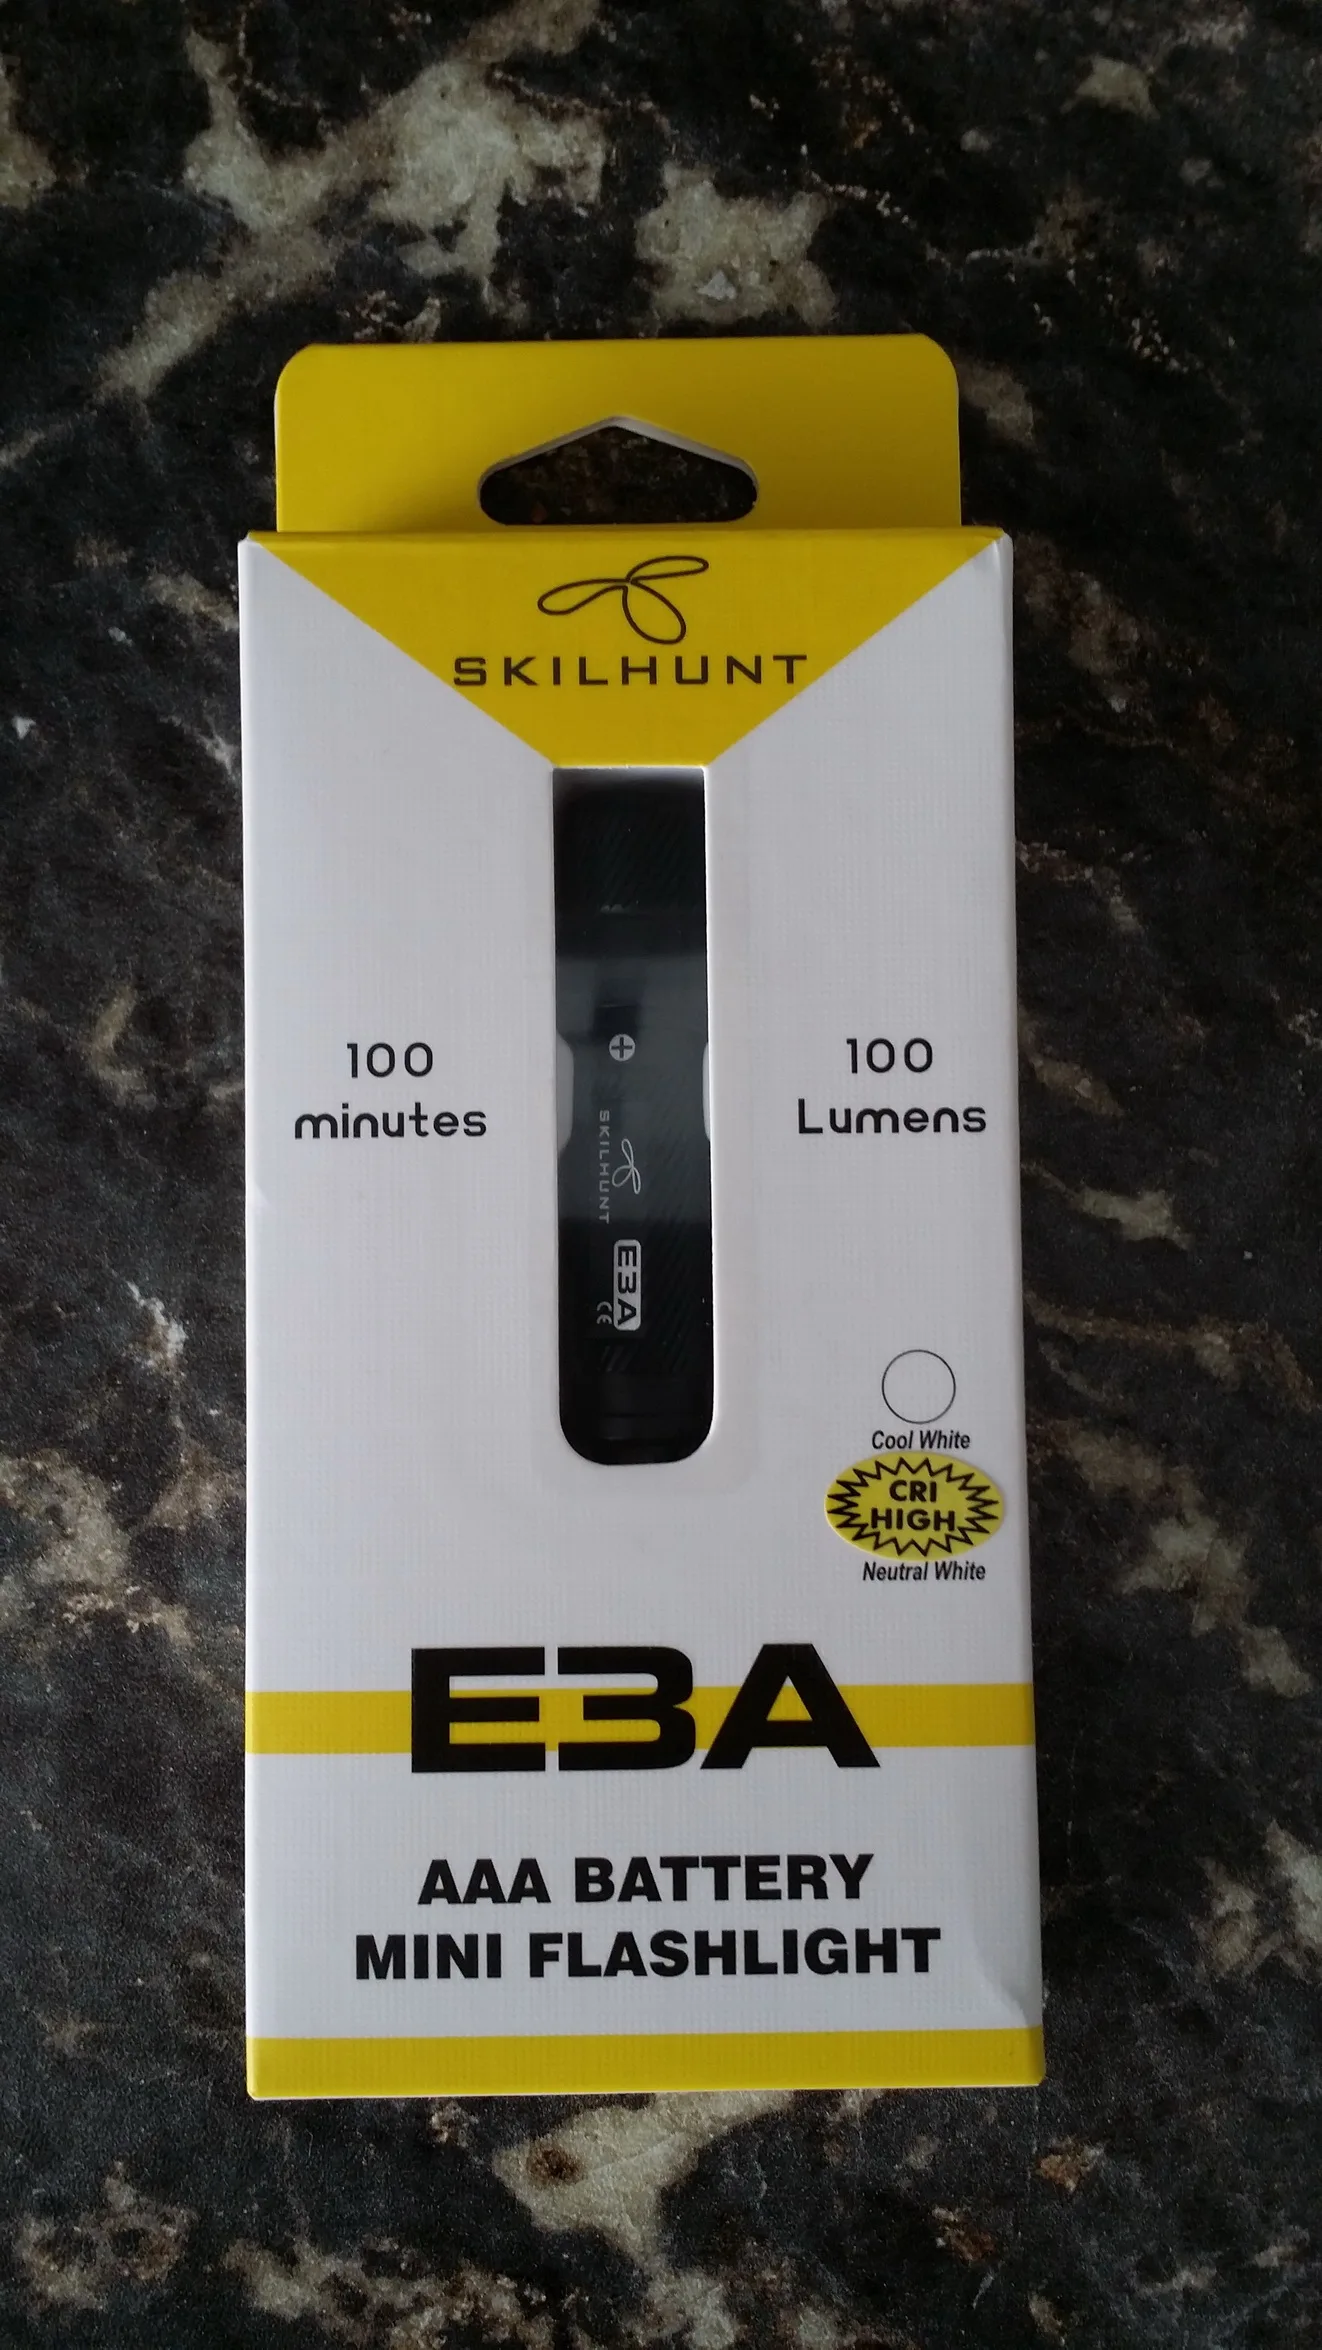 SKILHUNT
100
minutes
100
Lumens
SKILHUNT
E3A
CE
Cool White
CRI
HIGH
Neutral White
E3A
AAA BATTERY
MINI FLASHLIGHT